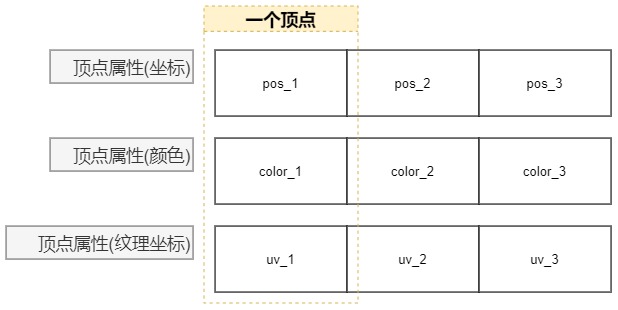 一个顶点
顶点属性(坐标)
pos_1
pos_2
pos_3
顶点属性(颜色)
color_1
color_2
color_3
顶点属性(纹理坐标)
uv_1
uv_2
uv_3